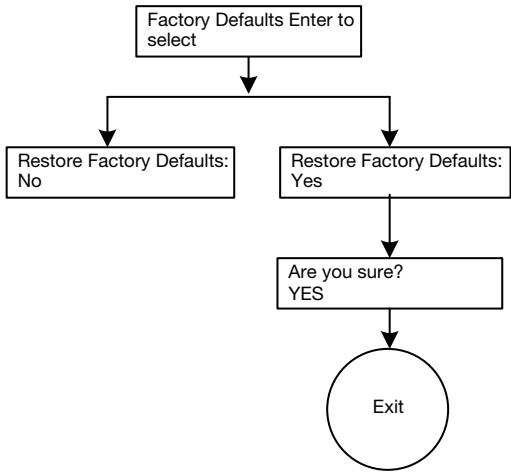 Factory Defaults Enter to
select
Restore Factory Defaults:
No
Restore Factory Defaults:
Yes
Are you sure?
YES
Exit